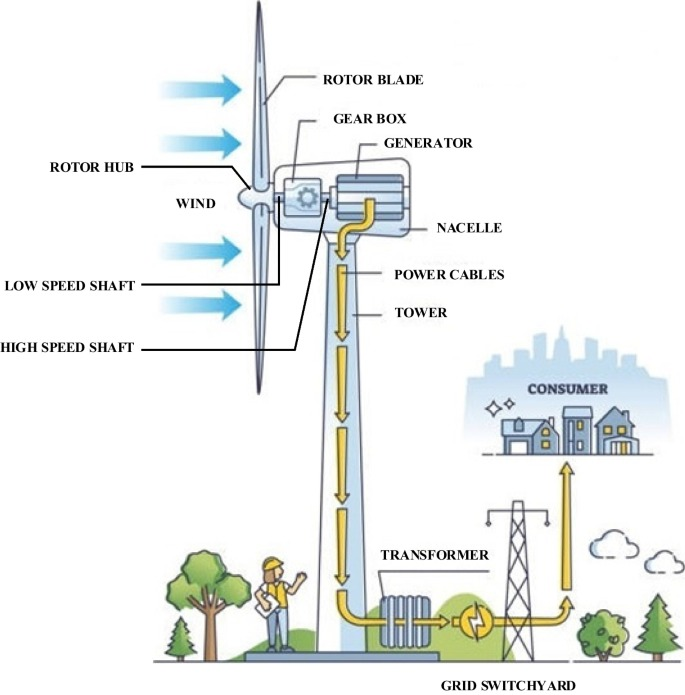 ROTOR BLADE
GEAR BOX
GENERATOR
ROTOR HUB
WIND
NACELLE
LOW SPEED SHAFT
POWER CABLES
TOWER
HIGH SPEED SHAFT
CONSUMER
TRANSFORMER
GRID SWITCHYARD